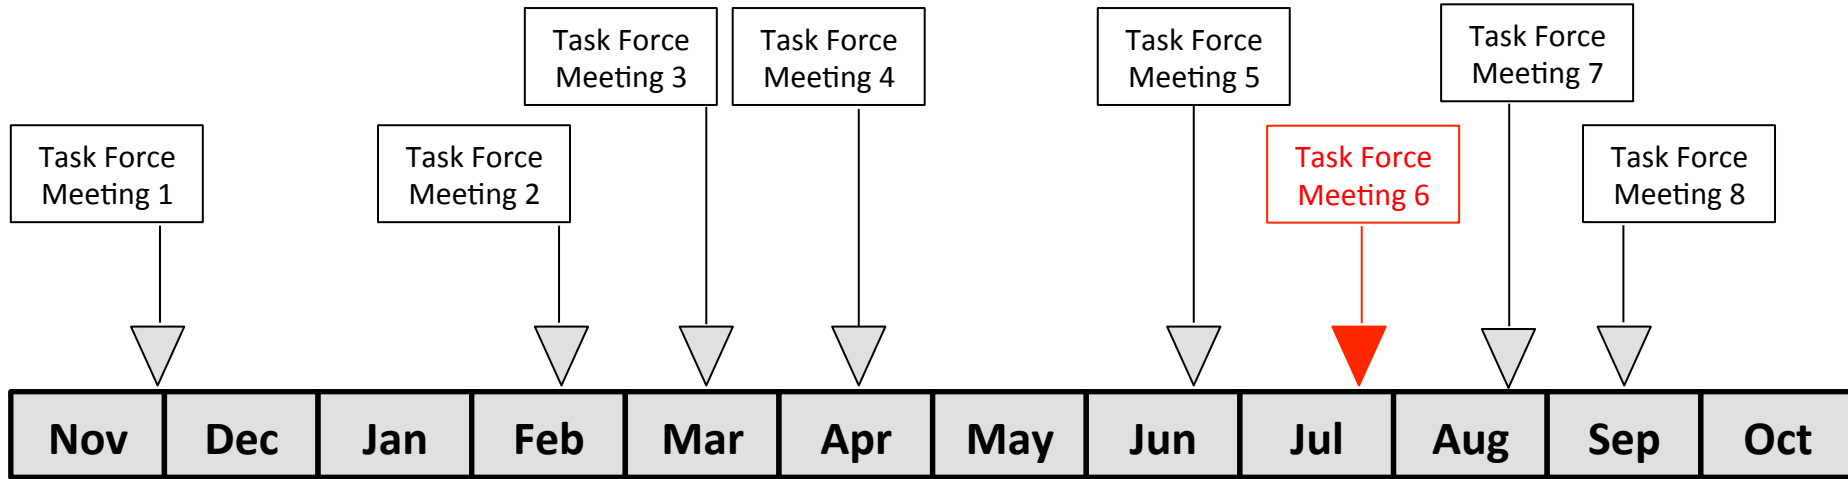 Task Force
Meeting 1
Task Force
Meeting 2
Task Force
Meeting 3
Task Force
Meeting 4
Task Force
Meeting 5
Task Force
Meeting 6
Task Force
Meeting 7
Task Force
Meeting 8
Nov Dec Jan Feb Mar Apr May Jun Jul Aug Sep Oct